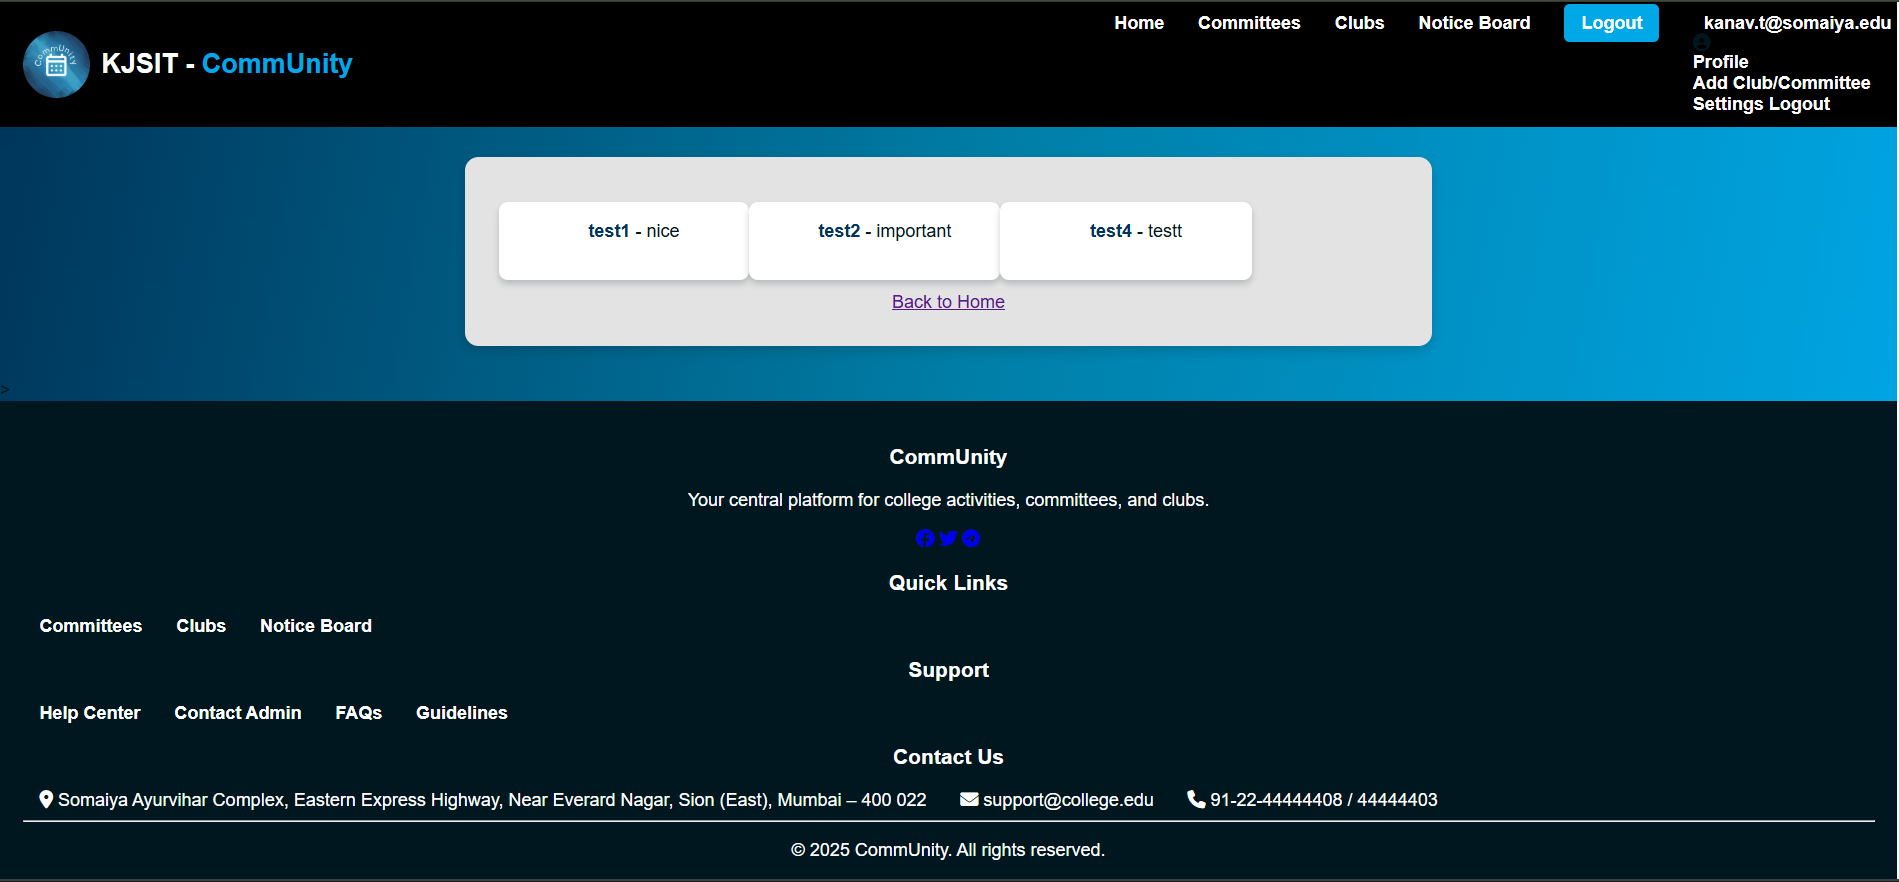 Home Committees Clubs Notice Board Logout kanav.t@somaiya.edu
CommUnity
KJSIT - CommUnity
Profile
Add Club/Committee
Settings Logout
test1 - nice
test2 - important
test4 - testt
Back to Home
>
CommUnity
Your central platform for college activities, committees, and clubs.
Quick Links
Committees Clubs Notice Board
Support
Help Center Contact Admin FAQs Guidelines
Contact Us
Somaiya Ayurvihar Complex, Eastern Express Highway, Near Everard Nagar, Sion (East), Mumbai – 400 022 support@college.edu 91-22-44444408 / 44444403
© 2025 CommUnity. All rights reserved.